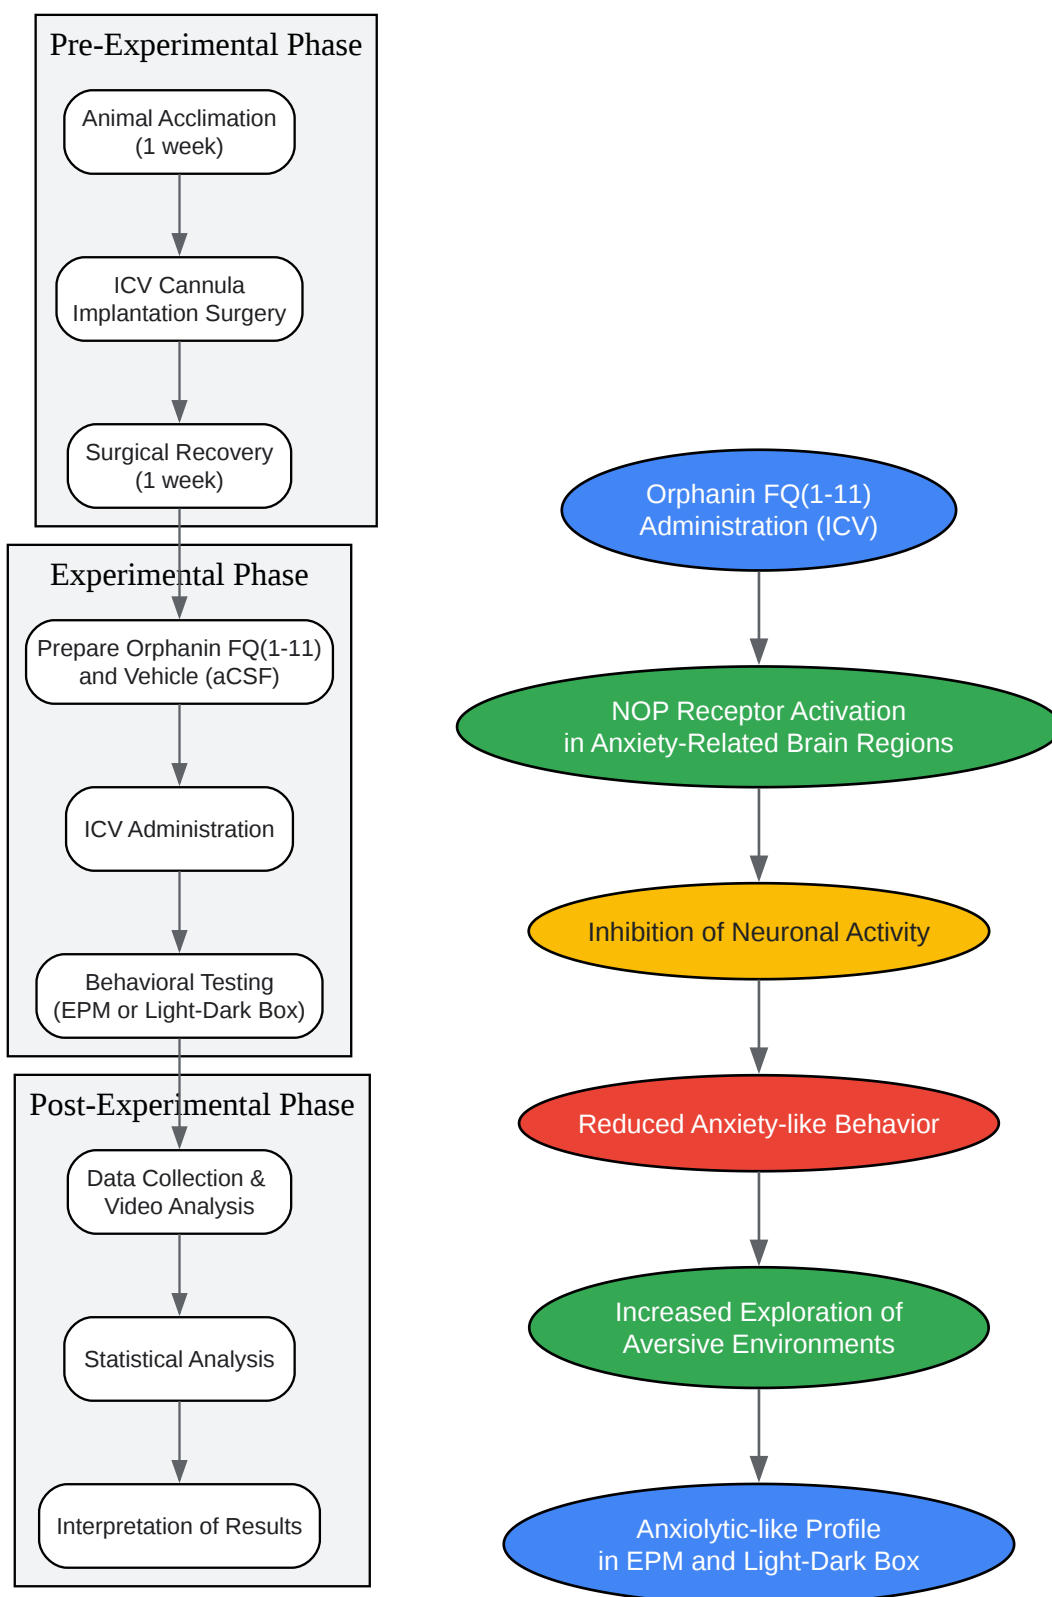 Pre-Experimental Phase
Animal Acclimation
(1 week)
ICV Cannula
Implantation Surgery
Surgical Recovery
(1 week)
Experimental Phase
Prepare Orphanin FQ(1-11)
and Vehicle (aCSF)
ICV Administration
Behavioral Testing
(EPM or Light-Dark Box)
Post-Experimental Phase
Data Collection &
Video Analysis
Statistical Analysis
Interpretation of Results
Orphanin FQ(1-11)
Administration (ICV)
NOP Receptor Activation
in Anxiety-Related Brain Regions
Inhibition of Neuronal Activity
Reduced Anxiety-like Behavior
Increased Exploration of
Aversive Environments
Anxiolytic-like Profile
in EPM and Light-Dark Box